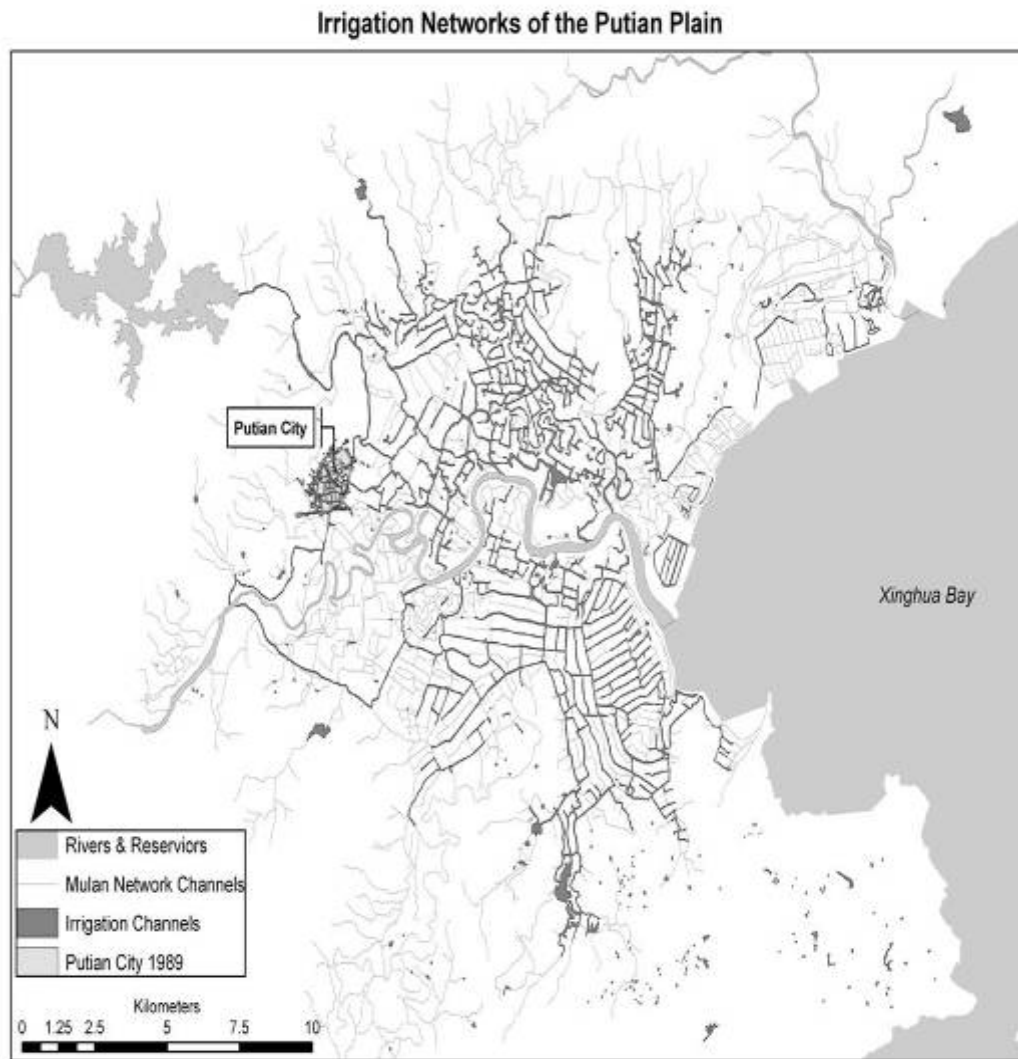 Irrigation Networks of the Putian Plain
Putian City
Xinghua Bay
N
Rivers & Reserviors
Mulan Network Channels
Irrigation Channels
Putian City 1989
Kilometers
0 1.25 2.5 5 7.5 10